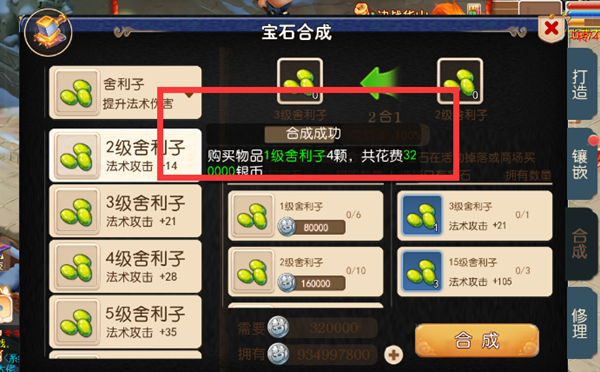 决战华山
宝石合成
舍利子
提升法术伤害
2级舍利子
法术攻击 +14
3级舍利子
法术攻击 +21
4级舍利子
法术攻击 +28
5级舍利子
法术攻击 +35
0
3级舍利子
2合1
0
2级舍利子
合成成功
购买物品1级舍利子4颗，共花费32
0000银币
拥有数量
1级舍利子
0/6
80000
2级舍利子
0/10
160000
1
3级舍利子
0/1
法术攻击 +21
3
15级舍利子
0/3
法术攻击 +105
需要
320000
拥有
934997800
合成
打造
镶嵌
合成
修理